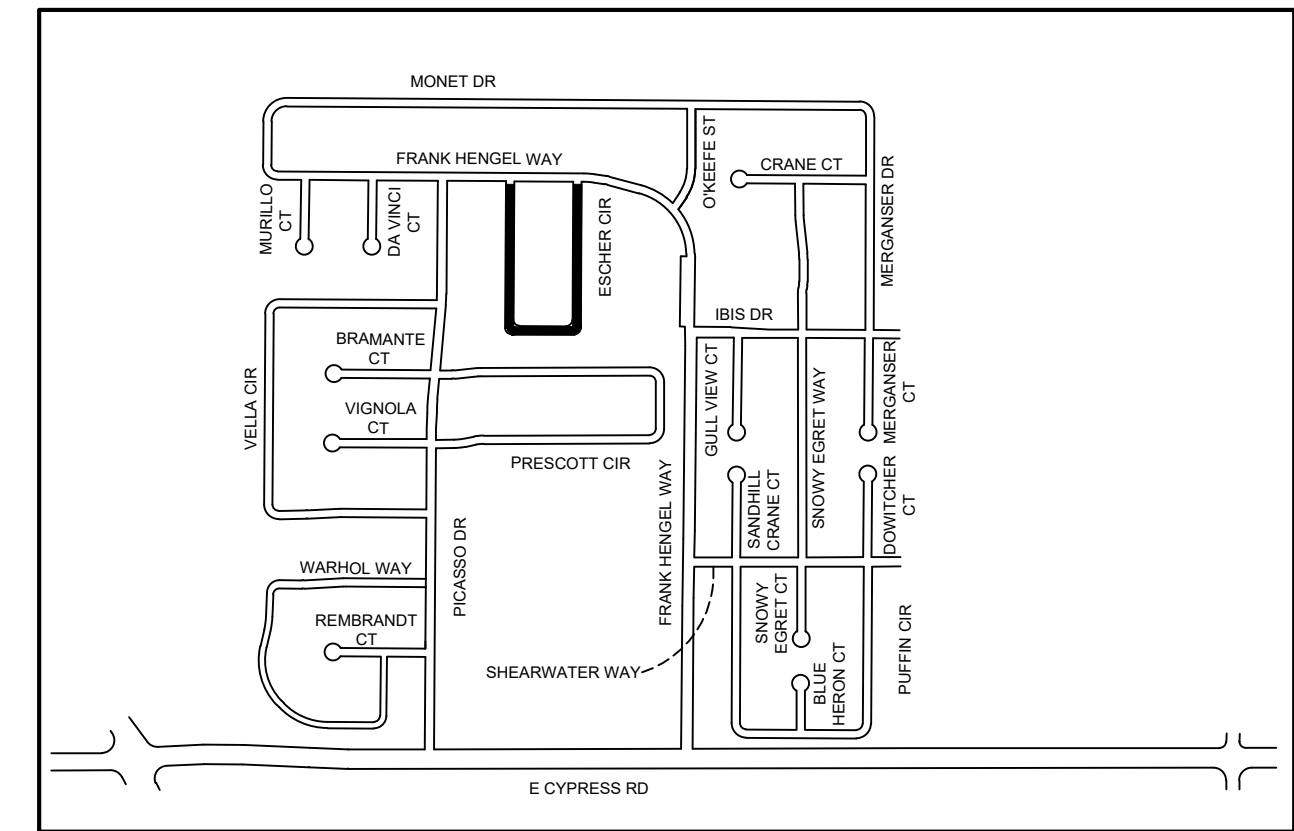 MONET DR
FRANK HENGEL WAY
O'KEEFE ST
CRANE CT
MURILLO
CT
DA VINCI
CT
ESCHER CIR
MERGANSER DR
IBIS DR
BRAMANTE
CT
VELLA CIR
VIGNOLA
CT
GULL VIEW CT
SNOWY EGRET WAY
MERGANSER
CT
PRESCOTT CIR
FRANK HENGEL WAY
SANDHILL
CRANE CT
DOWITCHER
CT
PICASSO DR
WARHOL WAY
REMBRANDT
CT
SNOWY
EGRET CT
SHEARWATER WAY
BLUE
HERON CT
PUFFIN CIR
E CYPRESS RD